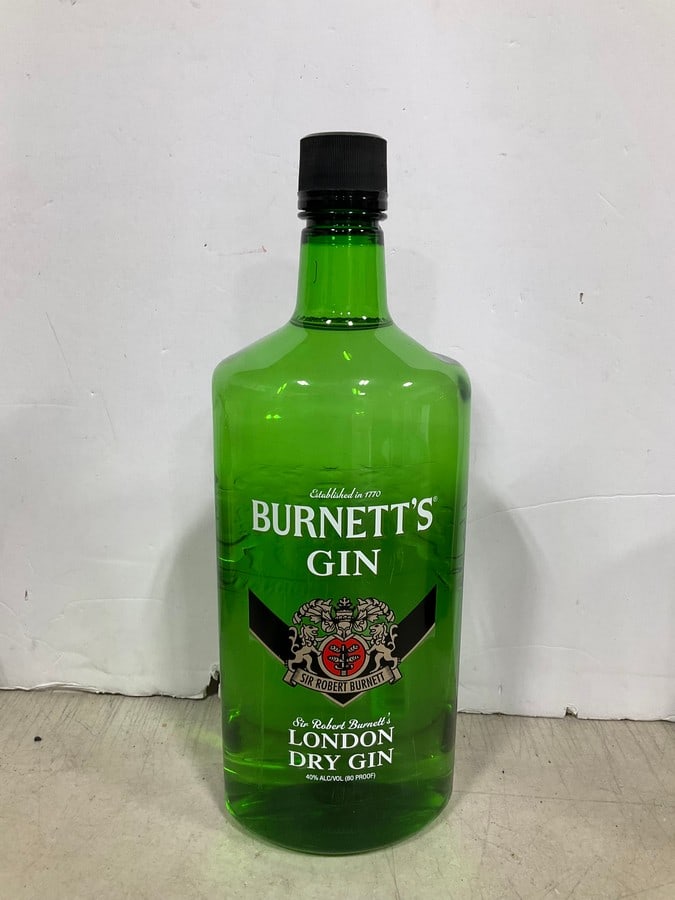 Established in 1770
BURNETT'S®
GIN
SIR ROBERT BURNETT
Sir Robert Burnett's
LONDON
DRY GIN
40% ALC/VOL (80 PROOF)